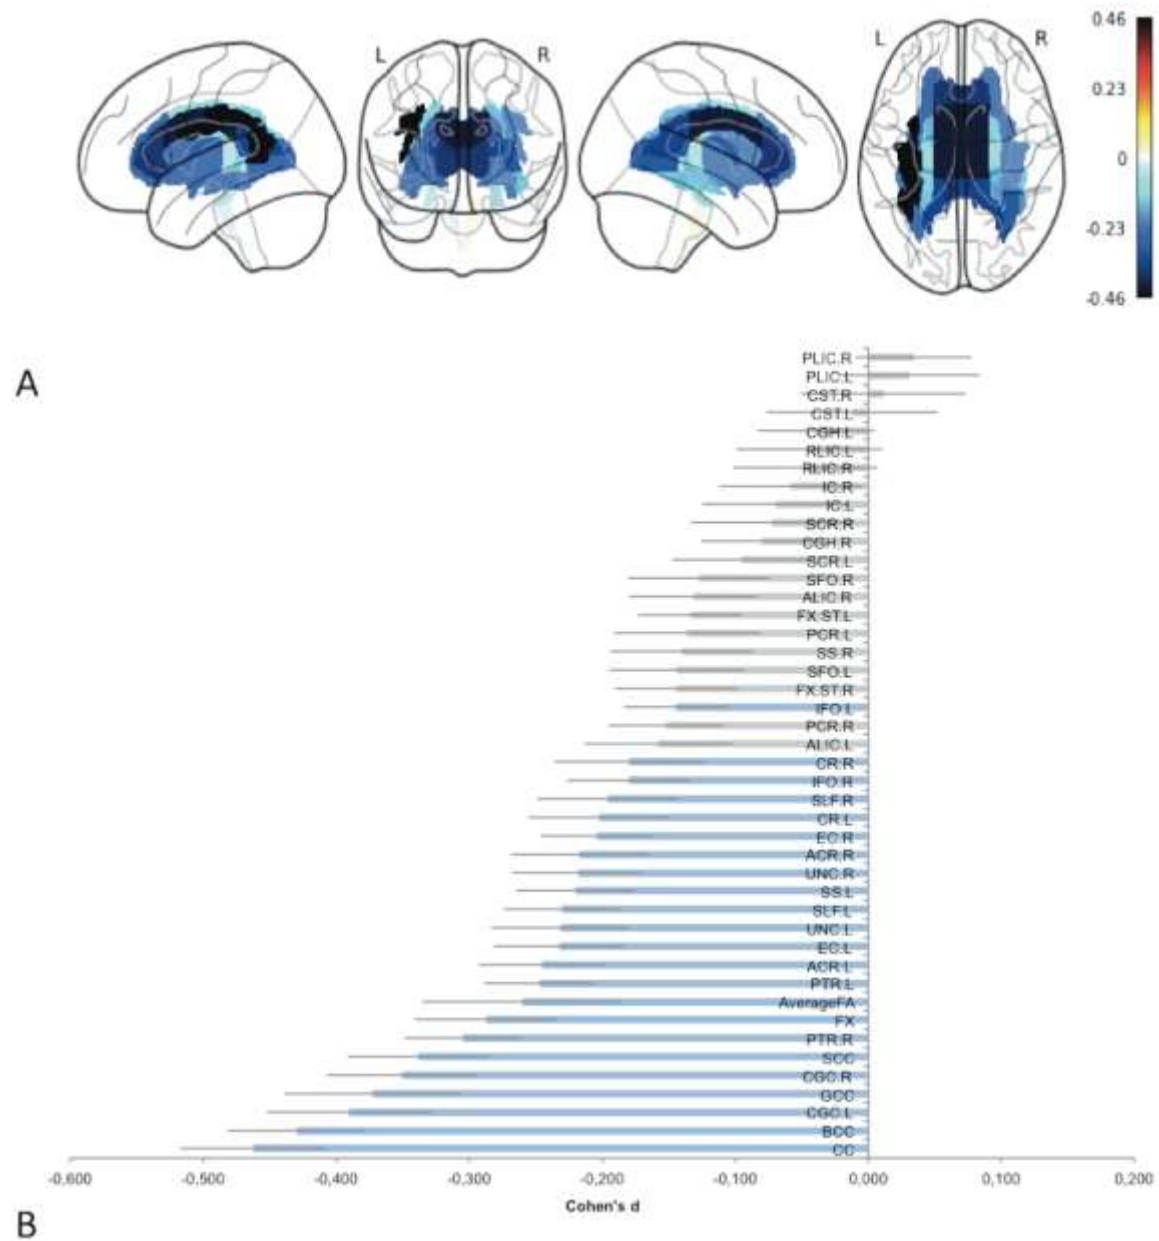 L
R
L
R
0.46
0.23
0
-0.23
-0.46
A
PLIC.R
PLIC.L
CST.R
CST.L
CGH.L
RLIC.L
RLIC.R
IC.R
IC.L
SCR.R
CGH.R
SCR.L
SFO.R
ALIC.R
FX.ST.L
PCR.L
SS.R
SFO.L
FX.ST.R
IFO.L
PCR.R
ALIC.L
CR.R
IFO.R
SLF.R
CR.L
EC.R
ACR.R
UNC.R
SS.L
SLF.L
UNC.L
EC.L
ACR.L
PTR.L
AverageFA
FX
PTR.R
SCC
CGC.R
GCC
CGC.L
BCC
CC
-0,600 -0,500 -0,400 -0,300 -0,200 -0,100 0,000 0,100 0,200
Cohen's d
B